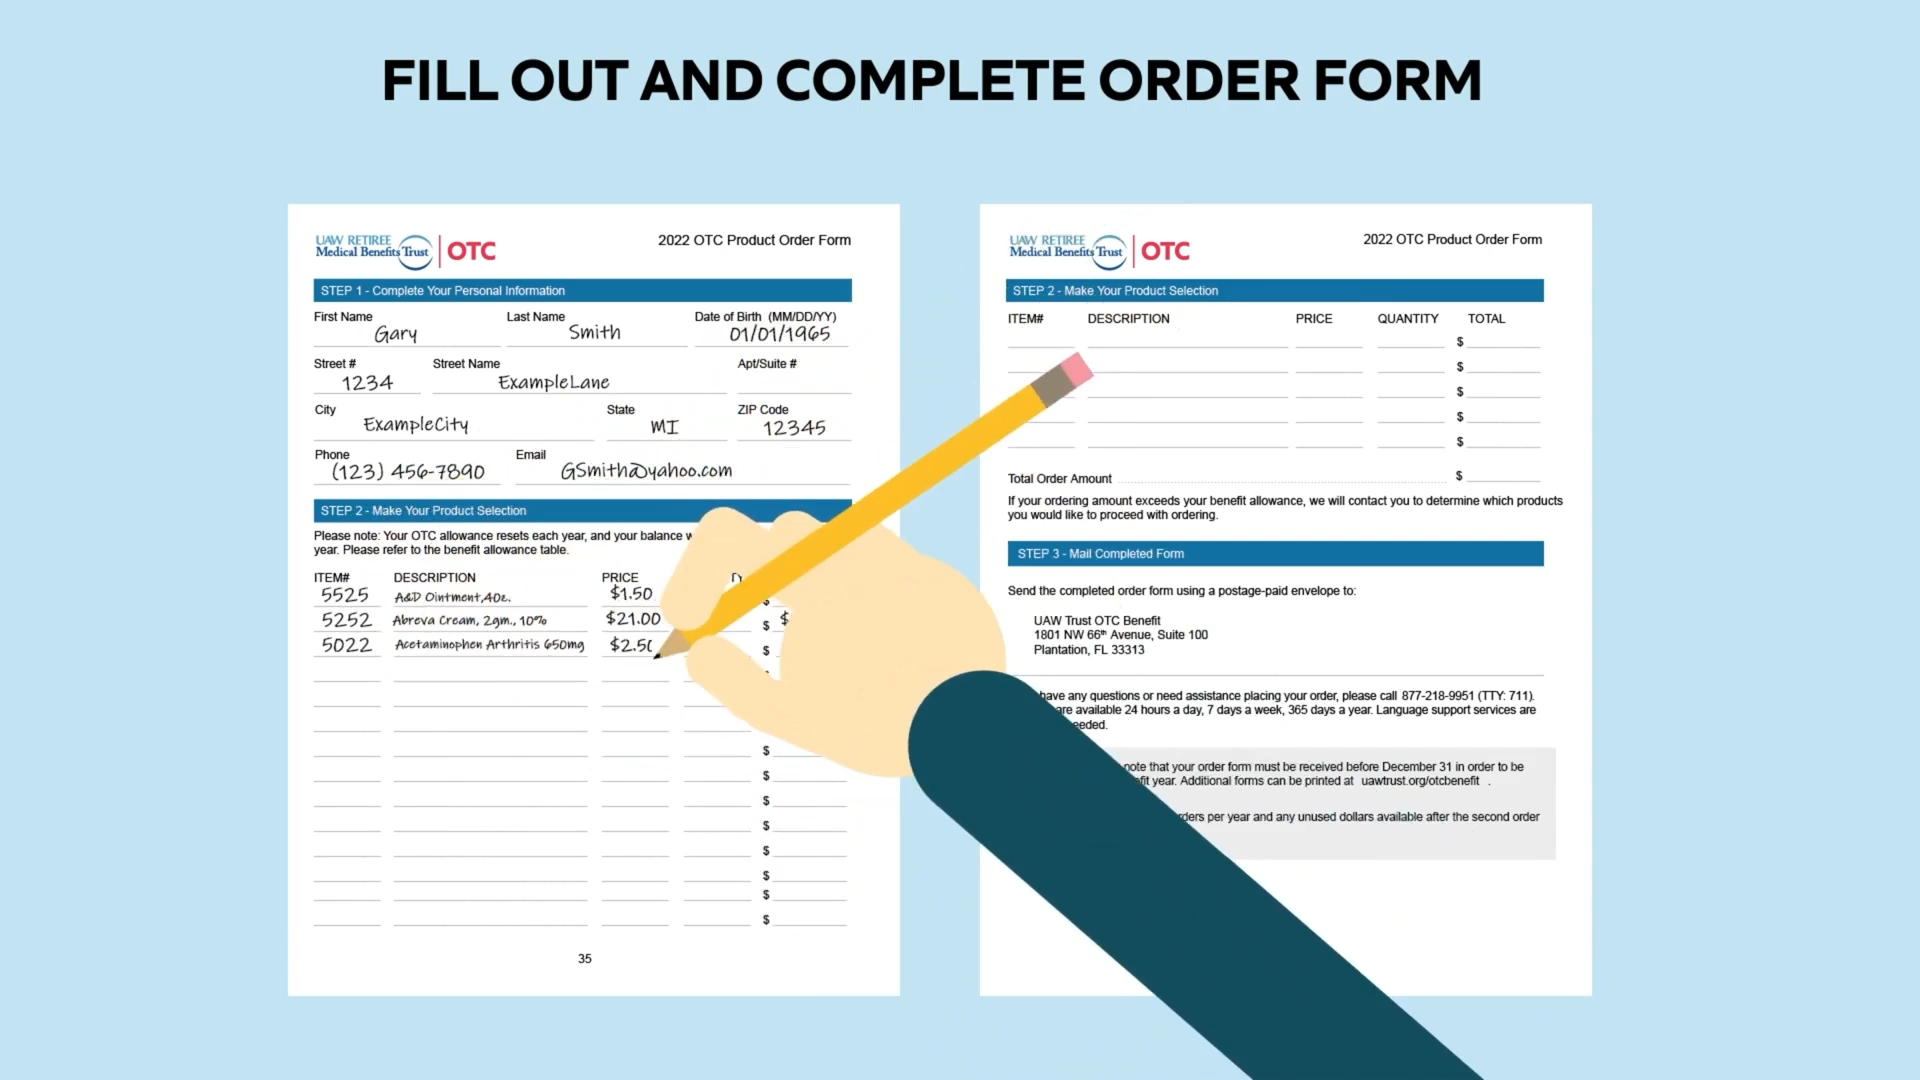 FILL OUT AND COMPLETE ORDER FORM
UAW RETIREE
Medical Benefits Trust
OTC
2022 OTC Product Order Form
STEP 1 - Complete Your Personal Information
First Name Last Name Date of Birth (MM/DD/YY)
Gary Smith 01/01/1965
Street # Street Name Apt/Suite #
1234 ExampleLane
City State ZIP Code
ExampleCity MI 12345
Phone Email
(123) 456-7890 GSmith@yahoo.com
STEP 2 - Make Your Product Selection
Please note: Your OTC allowance resets each year, and your balance
year. Please refer to the benefit allowance table.
ITEM# DESCRIPTION PRICE
5525 A&D Ointment,4oz. $1.50 $
5252 Abreva Cream, 2gm., 10% $21.00 $ $
5022 Acetaminophen Arthritis 650mg $2.50 $
$
$
$
$
$
$
$
$
35
UAW RETIREE
Medical Benefits Trust
OTC
2022 OTC Product Order Form
STEP 2 - Make Your Product Selection
ITEM# DESCRIPTION PRICE QUANTITY TOTAL
$
$
$
$
$
Total Order Amount $
If your ordering amount exceeds your benefit allowance, we will contact you to determine which products
you would like to proceed with ordering.
STEP 3 - Mail Completed Form
Send the completed order form using a postage-paid envelope to:
UAW Trust OTC Benefit
1801 NW 66th Avenue, Suite 100
Plantation, FL 33313
have any questions or need assistance placing your order, please call 877-218-9951 (TTY: 711).
are available 24 hours a day, 7 days a week, 365 days a year. Language support services are
note that your order form must be received before December 31 in order to be
year. Additional forms can be printed at uawtrust.org/otcbenefit .
per year and any unused dollars available after the second order